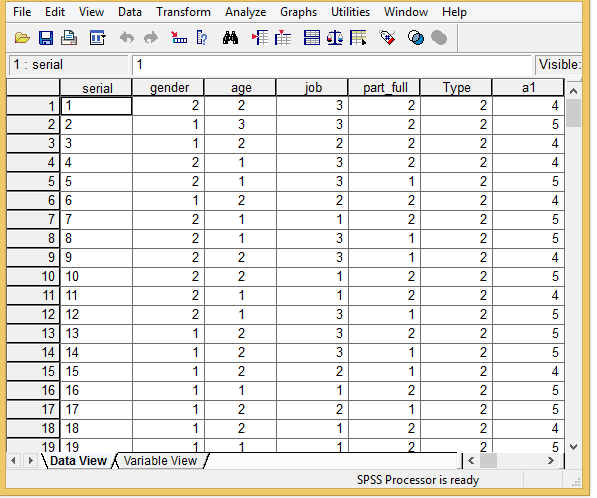 File Edit View Data Transform Analyze Graphs Utilities Window Help
1 : serial 1 Visible:
serial gender age job part_full Type a1
1 1 2 2 3 2 2 4
2 2 1 3 3 2 2 5
3 3 1 2 2 2 2 4
4 4 2 1 3 2 2 4
5 5 2 1 3 1 2 5
6 6 1 2 2 2 2 4
7 7 2 1 1 2 2 5
8 8 2 1 3 1 2 5
9 9 2 2 3 1 2 4
10 10 2 2 1 2 2 5
11 11 2 1 1 2 2 4
12 12 2 1 3 1 2 5
13 13 1 2 3 2 2 5
14 14 1 2 3 1 2 5
15 15 1 2 2 1 2 4
16 16 1 1 1 2 2 5
17 17 1 2 2 1 2 5
18 18 1 2 1 2 2 4
19 19 1 1 1 2 2 5
Data View Variable View
SPSS Processor is ready